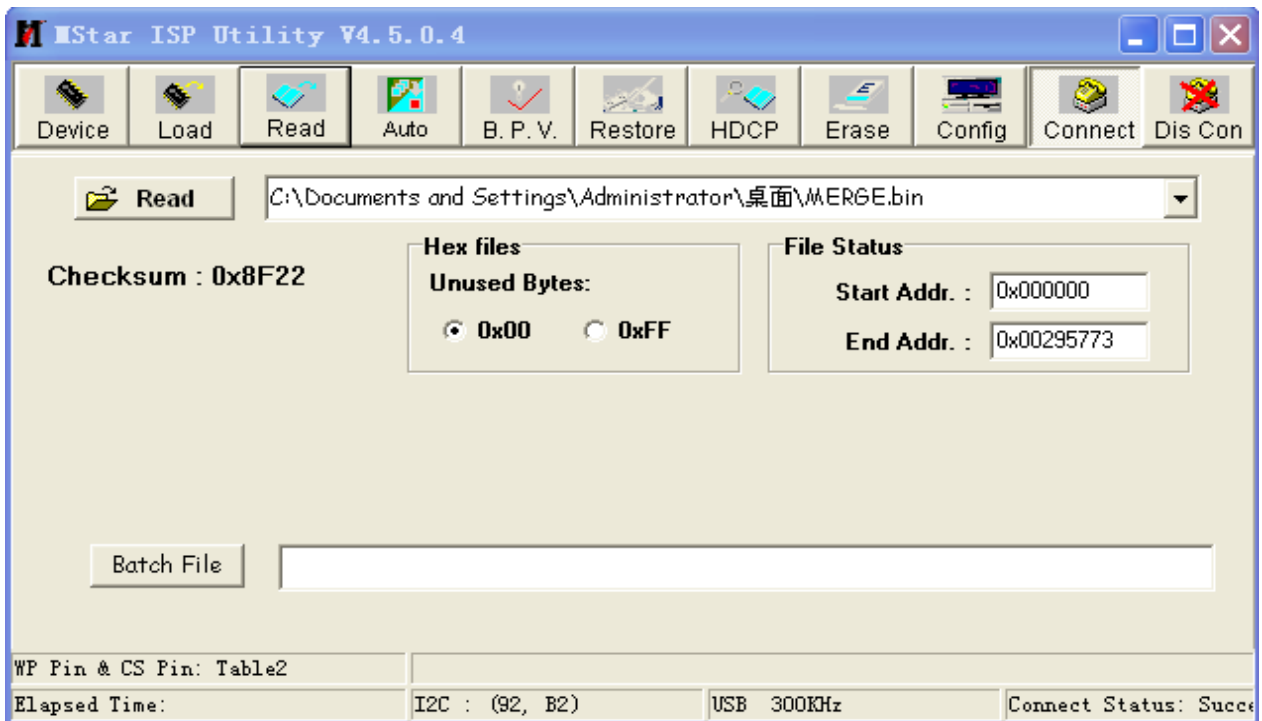 MStar ISP Utility V4.5.0.4
Device Load Read Auto B.P.V. Restore HDCP Erase Config Connect Dis Con
Read C:\Documents and Settings\Administrator\桌面\MERGE.bin
Hex files File Status
Checksum : 0x8F22 Unused Bytes: Start Addr. : 0x000000
0x00 0xFF End Addr. : 0x00295773
Batch File
WP Pin & CS Pin: Table2
Elapsed Time: I2C : (92, B2) USB 300KHz Connect Status: Succe